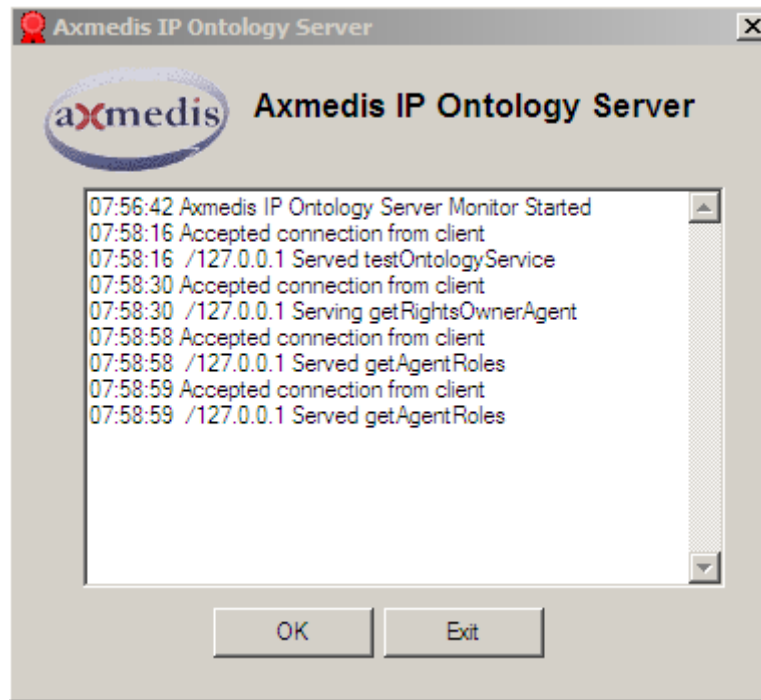 Axmedis IP Ontology Server
axmedis
Axmedis IP Ontology Server
07:56:42 Axmedis IP Ontology Server Monitor Started
07:58:16 Accepted connection from client
07:58:16  /127.0.0.1 Served testOntologyService
07:58:30 Accepted connection from client
07:58:30  /127.0.0.1 Serving getRightsOwnerAgent
07:58:58 Accepted connection from client
07:58:58  /127.0.0.1 Served getAgentRoles
07:58:59 Accepted connection from client
07:58:59  /127.0.0.1 Served getAgentRoles
OK Exit